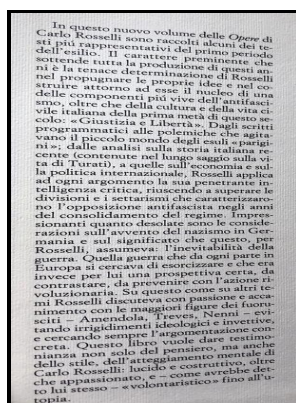 In questo nuovo volume delle Opere di
Carlo Rosselli sono raccolti alcuni dei te-
sti più rappresentativi del primo periodo
dell'esilio. Il carattere preminente che
sottende tutta la produzione di questi an-
ni è la tenace determinazione di Rosselli
nel propugnare le proprie idee e nel co-
struire attorno ad esse il nucleo di una
delle componenti più vive dell'antifasci-
smo, oltre che della cultura e della vita ci-
vile italiana della prima metà di questo se-
colo: «Giustizia e Libertà». Dagli scritti
programmatici alle polemiche che agita-
vano il piccolo mondo degli esuli «parigi-
ni»; dalle analisi sulla storia italiana re-
cente (contenute nel lungo saggio sulla vi-
ta di Turati), a quelle sull'economia e sul-
la politica internazionale, Rosselli applica
ad ogni argomento la sua penetrante in-
telligenza critica, riuscendo a superare le
divisioni e i settarismi che caratterizzaro-
no l'opposizione antifascista negli anni
del consolidamento del regime. Impres-
sionanti quanto desolate sono le conside-
razioni sull'avvento del nazismo in Ger-
mania e sul significato che questo, per
Rosselli, assumeva: l'inevitabilità della
guerra. Quella guerra che da ogni parte in
Europa si cercava di esorcizzare e che era
invece per lui una prospettiva certa, da
contrastare, da prevenire con l'azione ri-
voluzionaria. Su questo come su altri te-
mi Rosselli discuteva con passione e acca-
nimento con le maggiori figure dei fuoru-
sciti – Amendola, Treves, Nenni – evi-
tando irrigidimenti ideologici e invettive,
e cercando sempre l'argomentazione con-
creta. Questo libro vuole dare testimo-
nianza non solo del pensiero, ma anche
dello stile, dell'atteggiamento mentale di
Carlo Rosselli: lucido e costruttivo, oltre
che appassionato, e – come avrebbe det-
to lui stesso – «volontaristico» fino all'u-
topia.